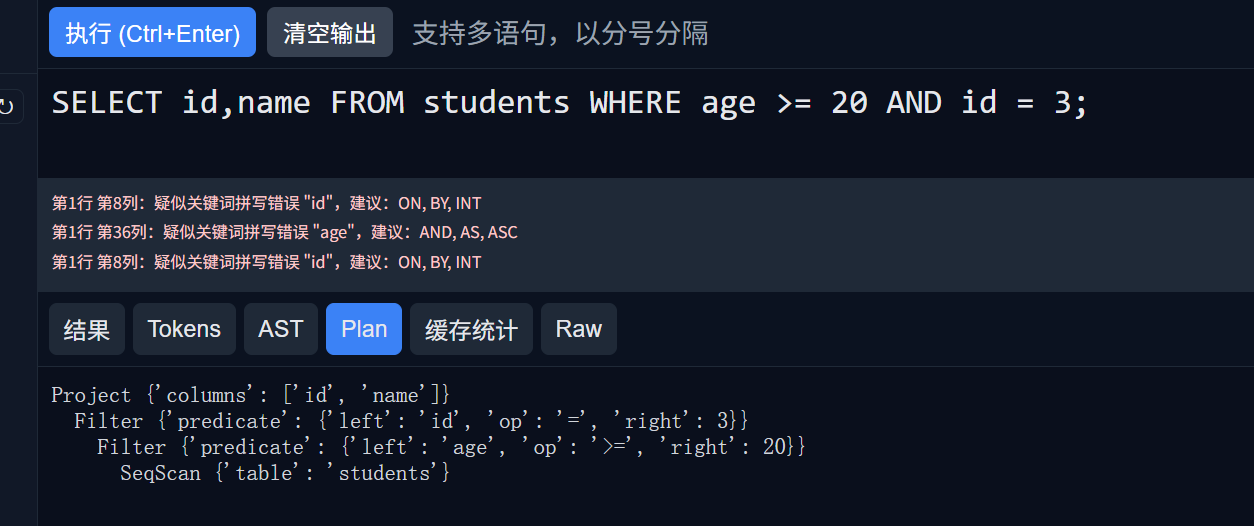 执行 (Ctrl+Enter) 清空输出 支持多语句，以分号分隔
SELECT id,name FROM students WHERE age >= 20 AND id = 3;
第1行 第8列：疑似关键词拼写错误 "id"，建议：ON, BY, INT
第1行 第36列：疑似关键词拼写错误 "age"，建议：AND, AS, ASC
第1行 第8列：疑似关键词拼写错误 "id"，建议：ON, BY, INT
结果 Tokens AST Plan 缓存统计 Raw
Project {'columns': ['id', 'name']}
  Filter {'predicate': {'left': 'id', 'op': '=', 'right': 3}}
    Filter {'predicate': {'left': 'age', 'op': '>=', 'right': 20}}
      SeqScan {'table': 'students'}